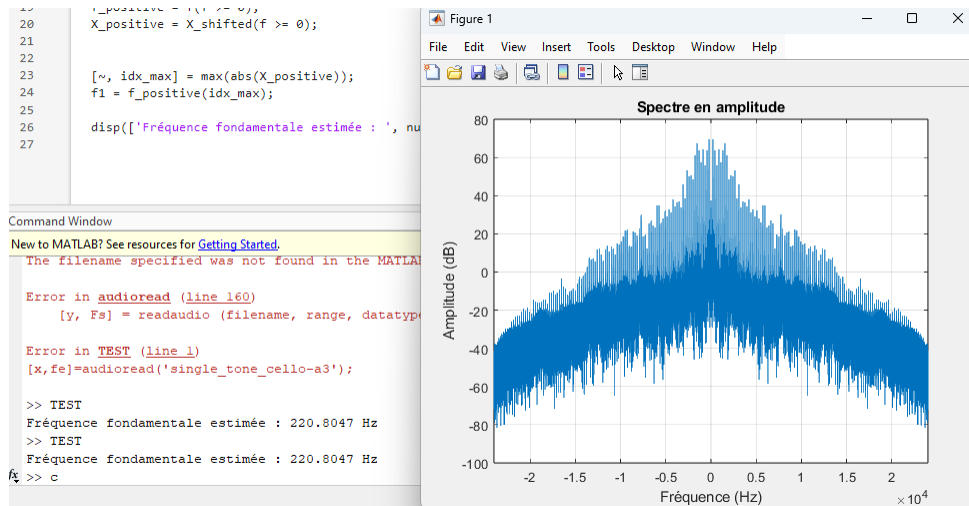 19
20 X_positive = X_shifted(f >= 0);
21
22
23 [~, idx_max] = max(abs(X_positive));
24 f1 = f_positive(idx_max);
25
26 disp(['Fréquence fondamentale estimée : ', nu
27
Command Window
New to MATLAB? See resources for Getting Started.
The filename specified was not found in the MATLA
Error in audioread (line 160)
[y, Fs] = readaudio (filename, range, datatype
Error in TEST (line 1)
[x,fe]=audioread('single_tone_cello-a3');
>> TEST
Fréquence fondamentale estimée : 220.8047 Hz
>> TEST
Fréquence fondamentale estimée : 220.8047 Hz
fx >> c
Figure 1
File Edit View Insert Tools Desktop Window Help
Spectre en amplitude
Amplitude (dB)
80
60
40
20
0
-20
-40
-60
-80
-100
-2 -1.5 -1 -0.5 0 0.5 1 1.5 2
Fréquence (Hz)
×10⁴